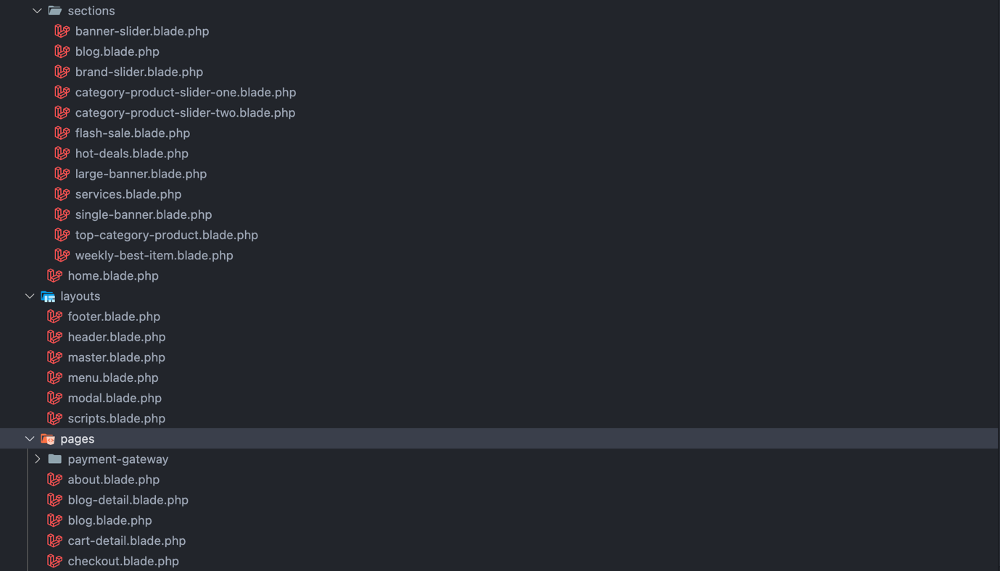 sections
banner-slider.blade.php
blog.blade.php
brand-slider.blade.php
category-product-slider-one.blade.php
category-product-slider-two.blade.php
flash-sale.blade.php
hot-deals.blade.php
large-banner.blade.php
services.blade.php
single-banner.blade.php
top-category-product.blade.php
weekly-best-item.blade.php
home.blade.php
layouts
footer.blade.php
header.blade.php
master.blade.php
menu.blade.php
modal.blade.php
scripts.blade.php
pages
payment-gateway
about.blade.php
blog-detail.blade.php
blog.blade.php
cart-detail.blade.php
checkout.blade.php